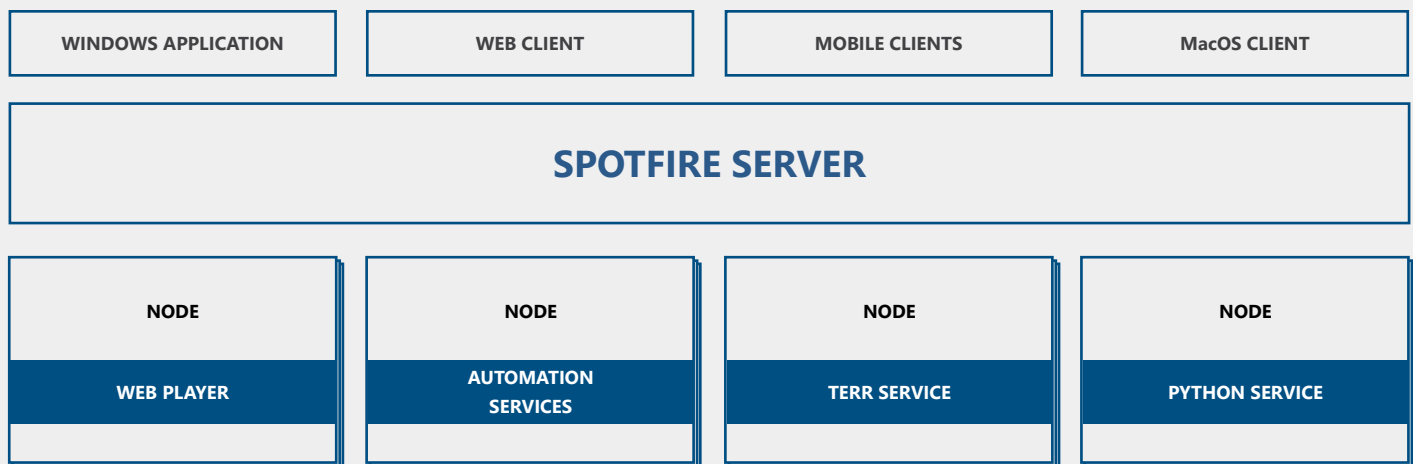 WINDOWS APPLICATION
WEB CLIENT
MOBILE CLIENTS
MacOS CLIENT
SPOTFIRE SERVER
NODE
NODE
NODE
NODE
WEB PLAYER
AUTOMATION
SERVICES
TERR SERVICE
PYTHON SERVICE